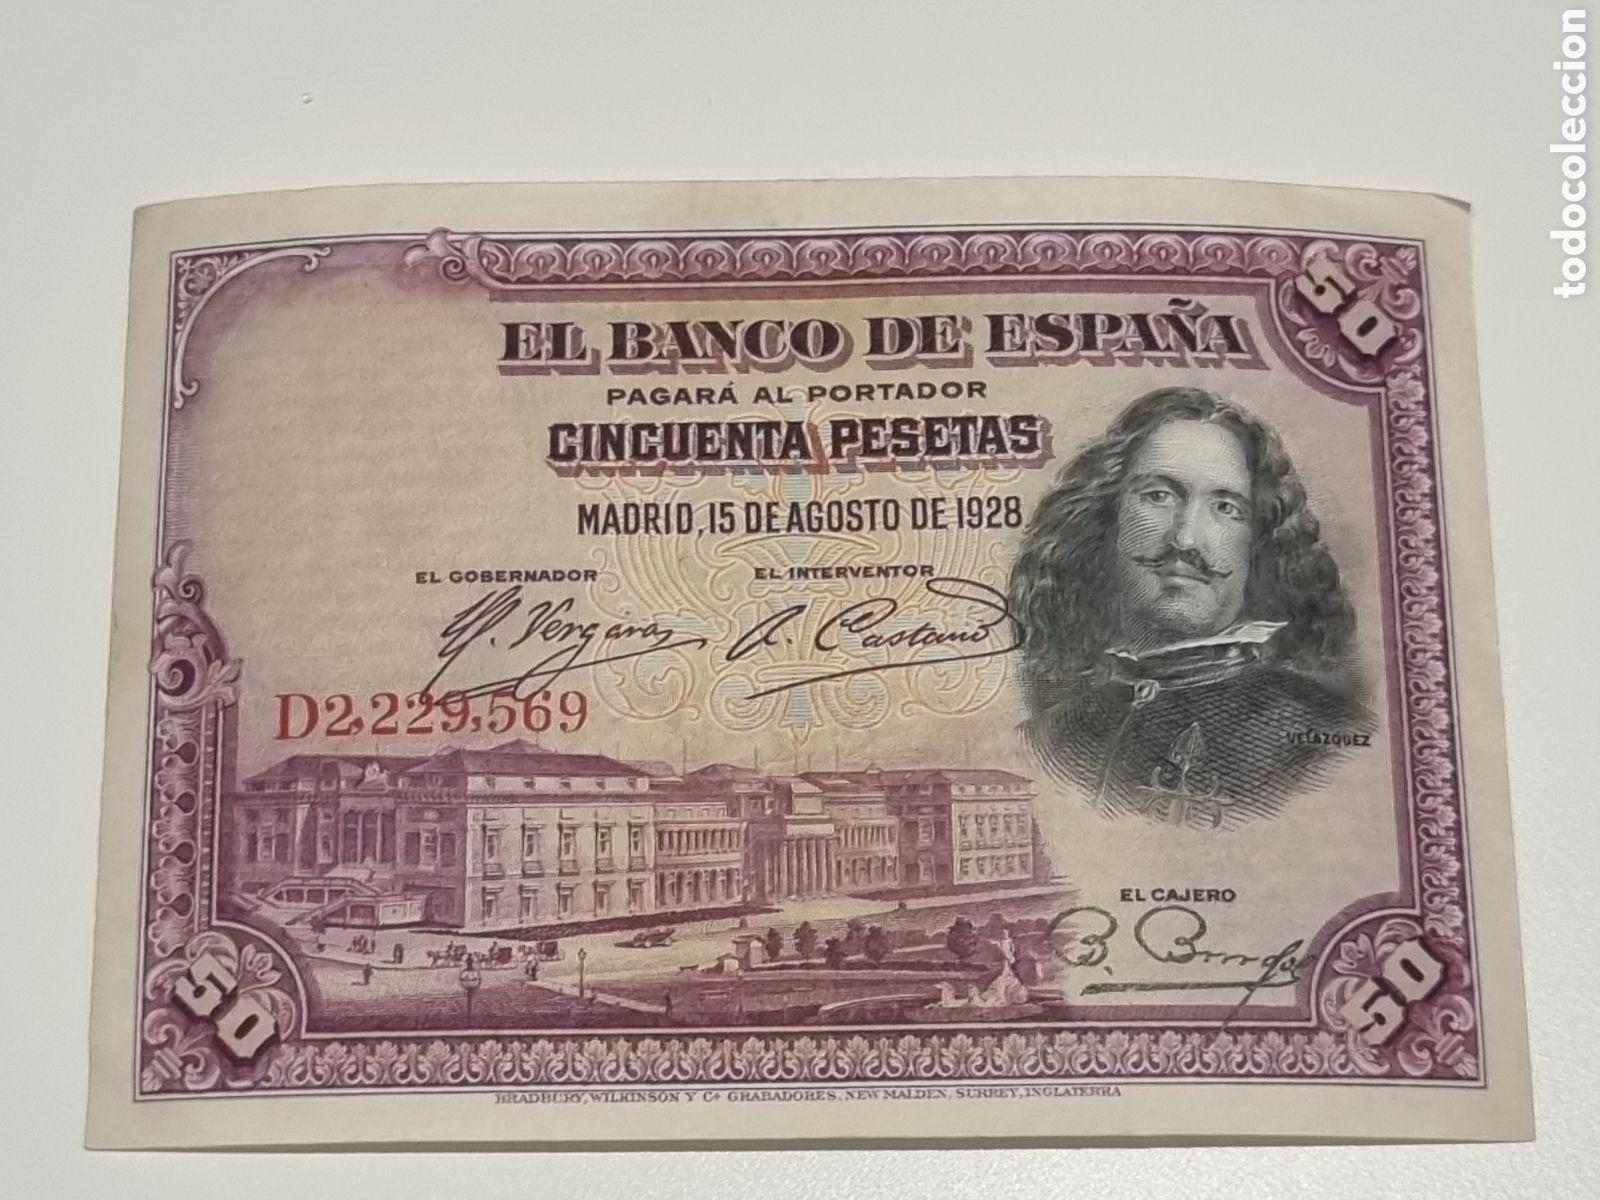 todocoleccion
50
EL BANCO DE ESPAÑA
PAGARÁ AL PORTADOR
CINCUENTA PESETAS
MADRID, 15 DE AGOSTO DE 1928
EL GOBERNADOR EL INTERVENTOR
A. Castaño
D2,229,569
VELAZQUEZ
EL CAJERO
50 50
BRADBURY, WILKINSON Y Cª GRABADORES, NEW MALDEN, SURREY, INGLATERRA